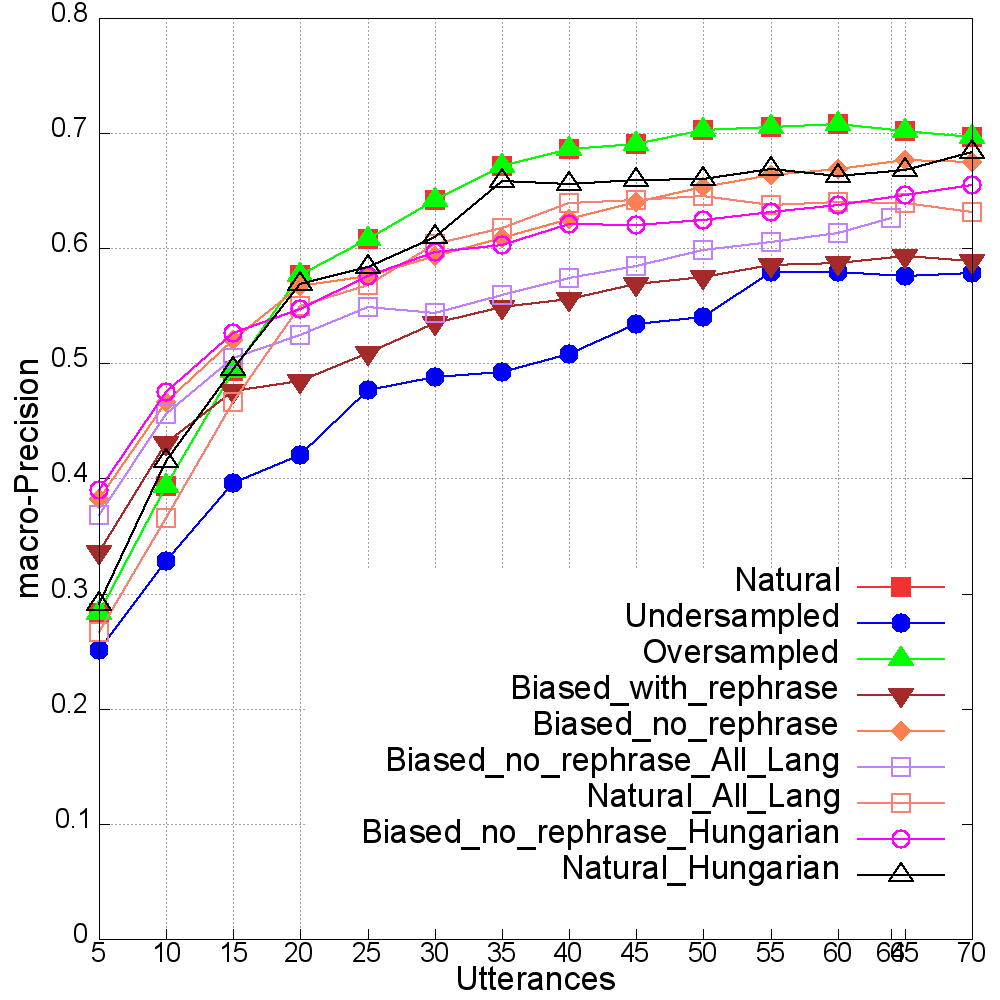 0.8
0.7
0.6
0.5
0.4
0.3
0.2
0.1
0
macro-Precision
Natural
Undersampled
Oversampled
Biased_with_rephrase
Biased_no_rephrase
Biased_no_rephrase_All_Lang
Natural_All_Lang
Biased_no_rephrase_Hungarian
Natural_Hungarian
5 10 15 20 25 30 35 40 45 50 55 60 64 65 70
Utterances